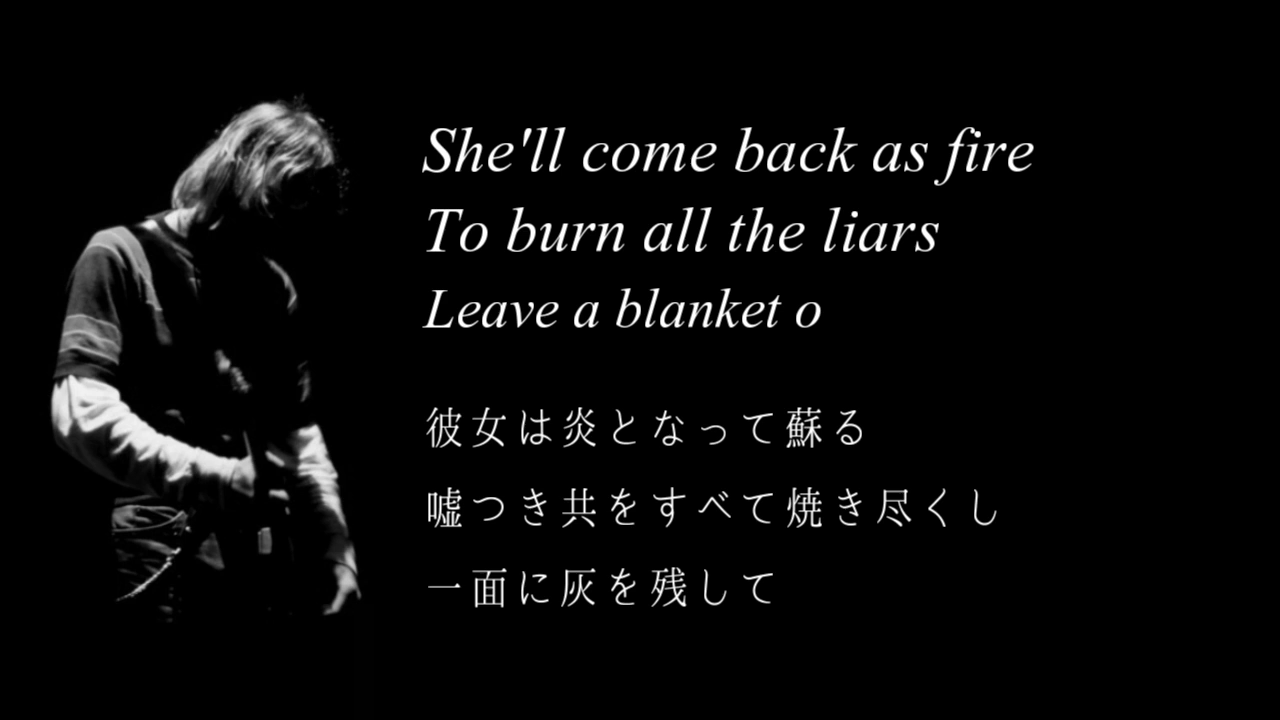 She'll come back as fire
To burn all the liars
Leave a blanket o
彼女は炎となって蘇る
嘘つき共をすべて焼き尽くし
一面に灰を残して